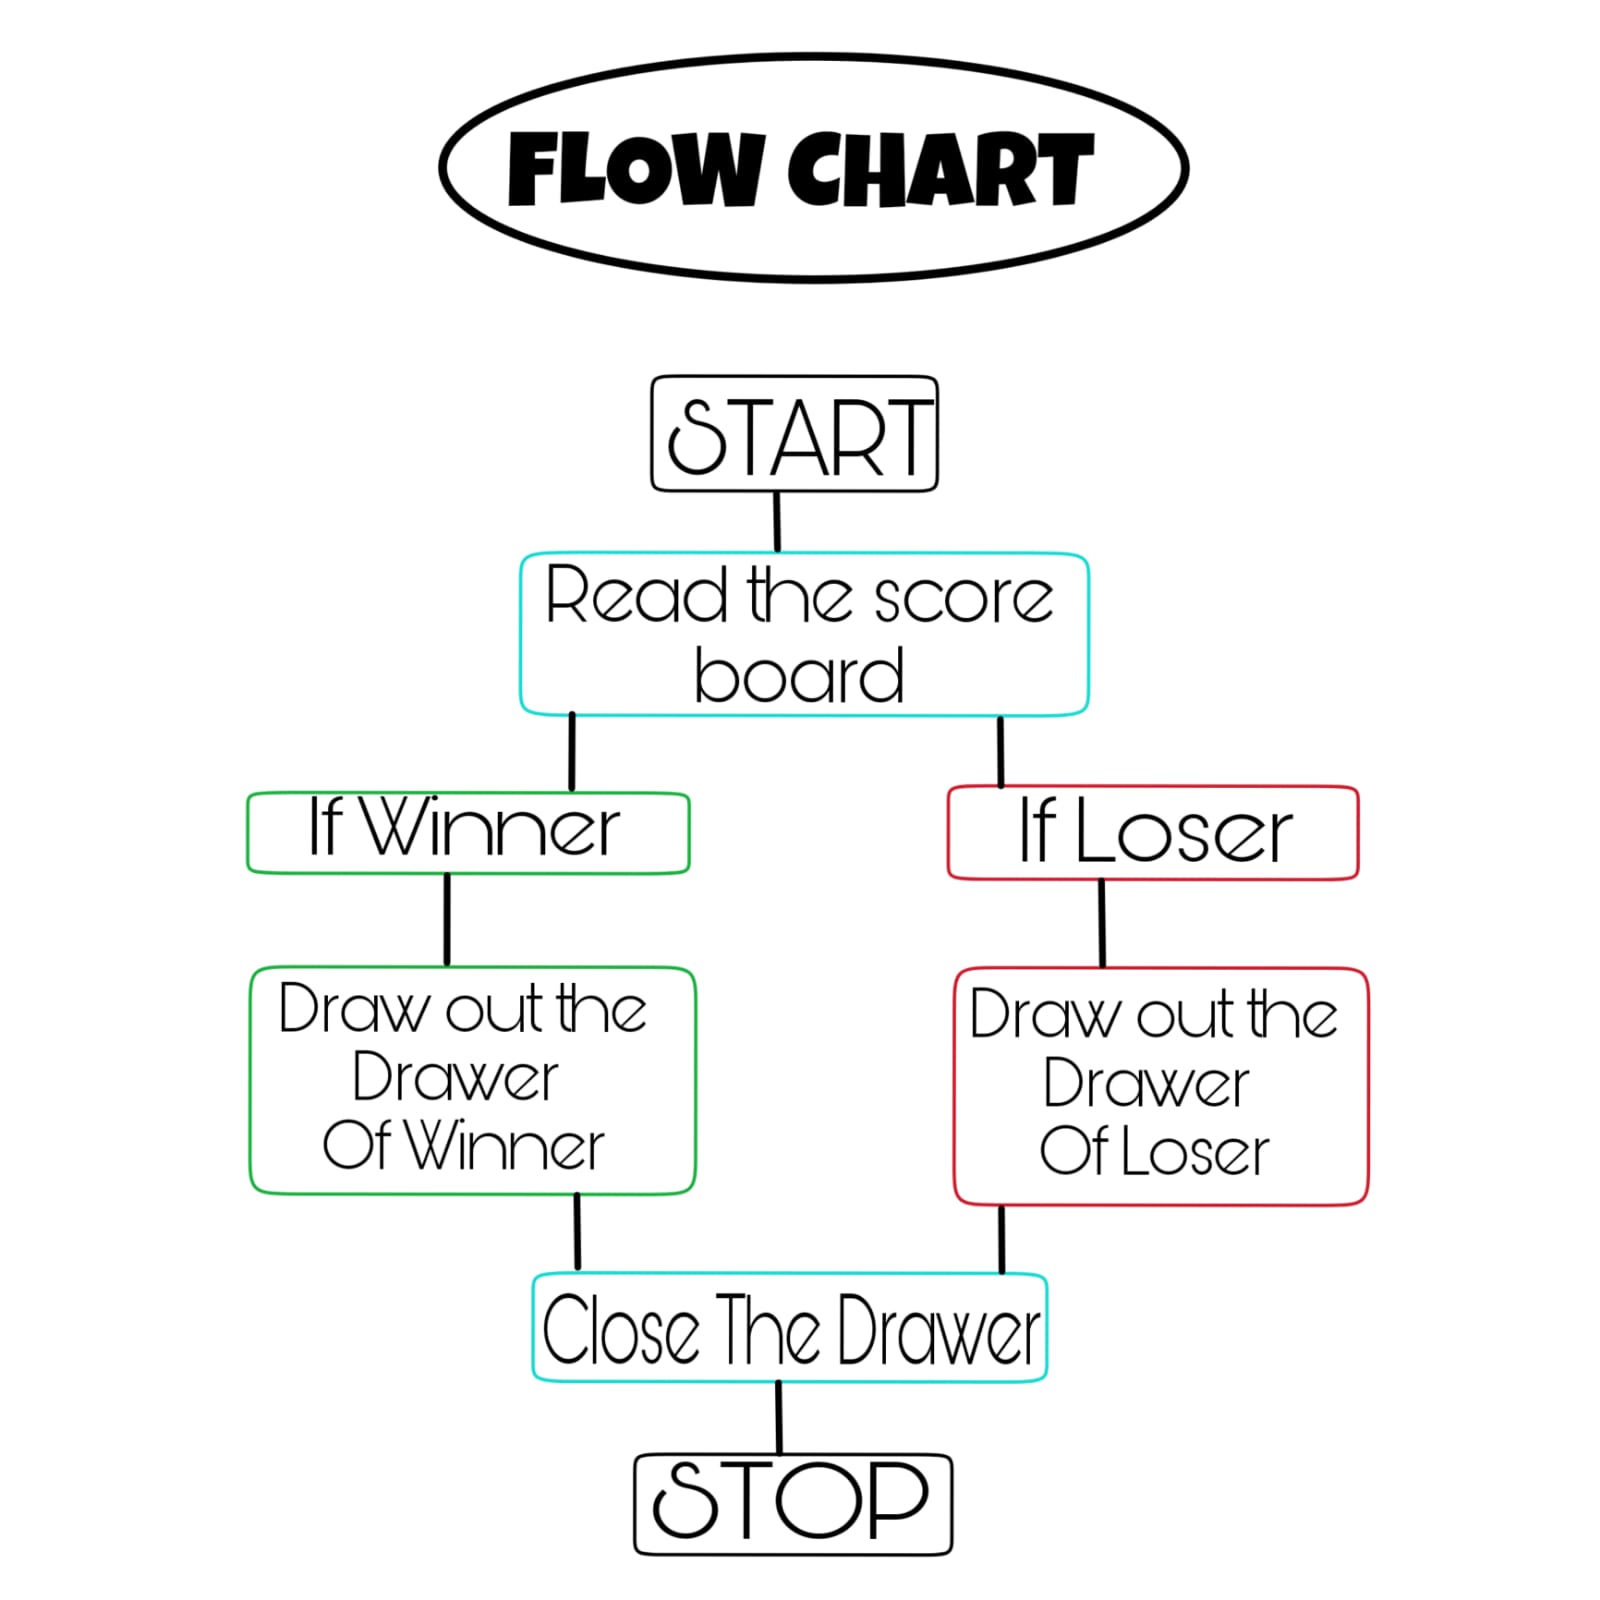 FLOW CHART
START
Read the score
board
If Winner
If Loser
Draw out the
Drawer
Of Winner
Draw out the
Drawer
Of Loser
Close The Drawer
STOP